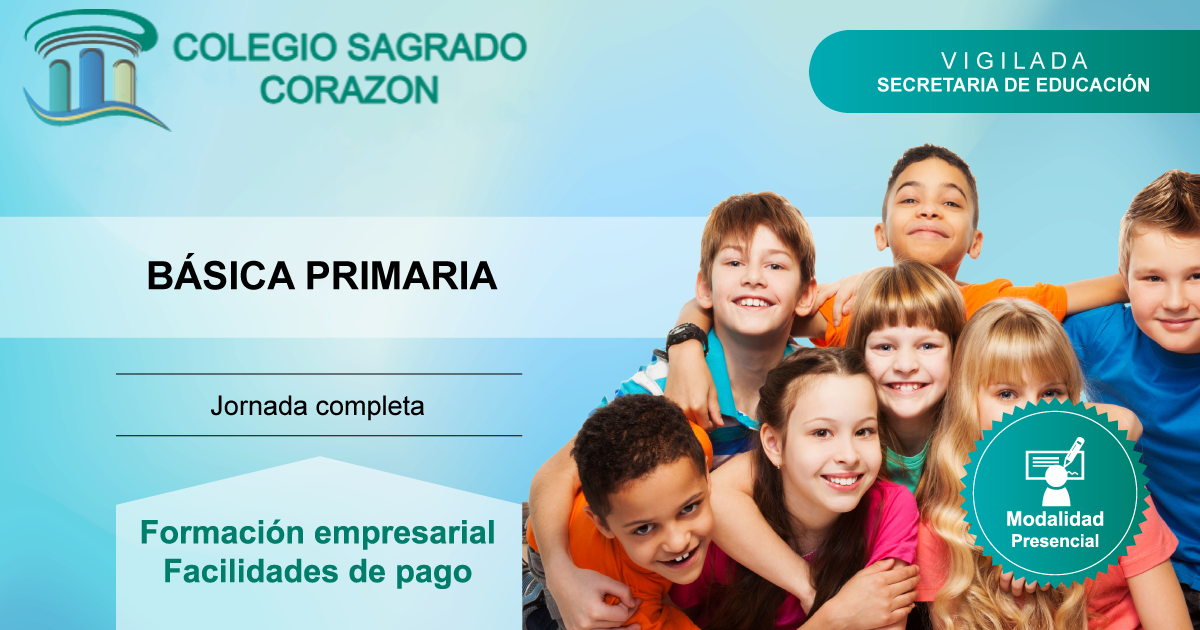 COLEGIO SAGRADO
CORAZON
VIGILADA
SECRETARIA DE EDUCACIÓN
BÁSICA PRIMARIA
Jornada completa
Formación empresarial
Facilidades de pago
Modalidad
Presencial